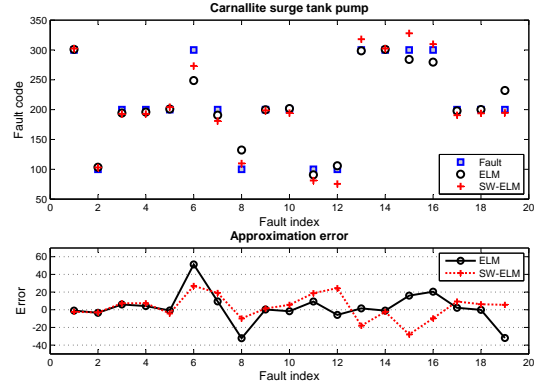 Carnallite surge tank pump
350
300
250
200
150
100
50
Fault code
0 2 4 6 8 10 12 14 16 18 20
Fault index
Fault
ELM
SW-ELM
Approximation error
60
40
20
0
-20
-40
Error
ELM
SW-ELM
0 2 4 6 8 10 12 14 16 18 20
Fault index